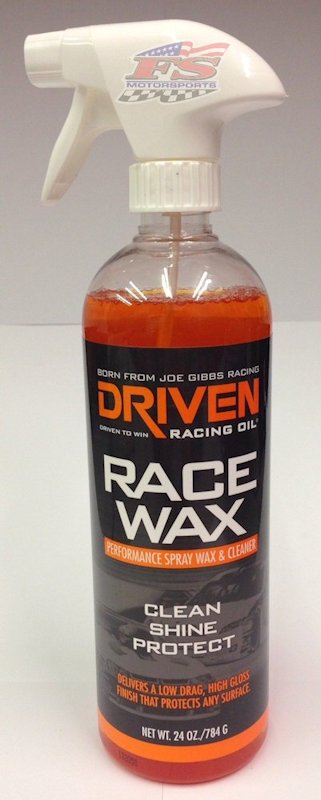 FS
MOTORSPORTS
BORN FROM JOE GIBBS RACING
DRIVEN
DRIVEN TO WIN RACING OIL®
RACE
WAX
PERFORMANCE SPRAY WAX & CLEANER
CLEAN
SHINE
PROTECT
DELIVERS A LOW DRAG, HIGH GLOSS
FINISH THAT PROTECTS ANY SURFACE.
NET WT. 24 OZ./784 G